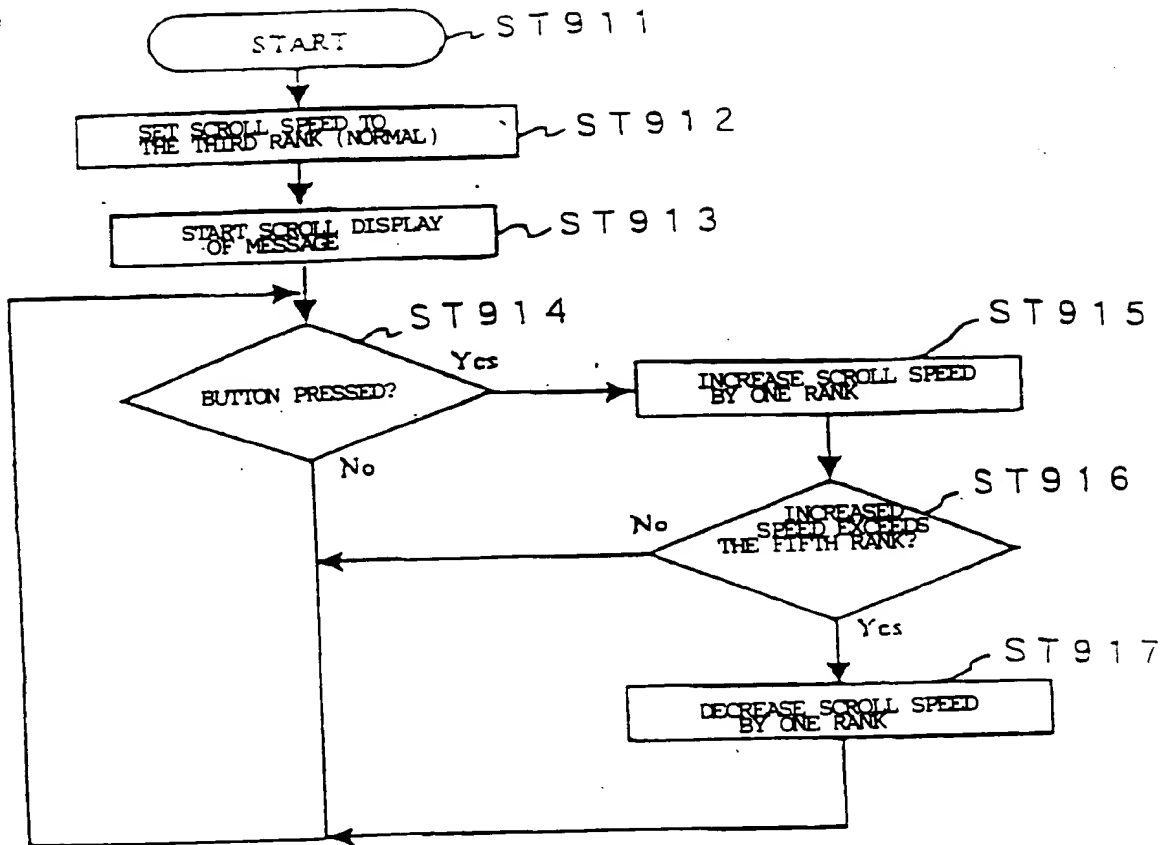 START
ST911
SET SCROLL SPEED TO
THE THIRD RANK (NORMAL)
ST912
START SCROLL DISPLAY
OF MESSAGE
ST913
ST914
BUTTON PRESSED?
Yes
No
ST915
INCREASE SCROLL SPEED
BY ONE RANK
ST916
INCREASED
SPEED EXCEEDS
THE FIFTH RANK?
No
Yes
ST917
DECREASE SCROLL SPEED
BY ONE RANK